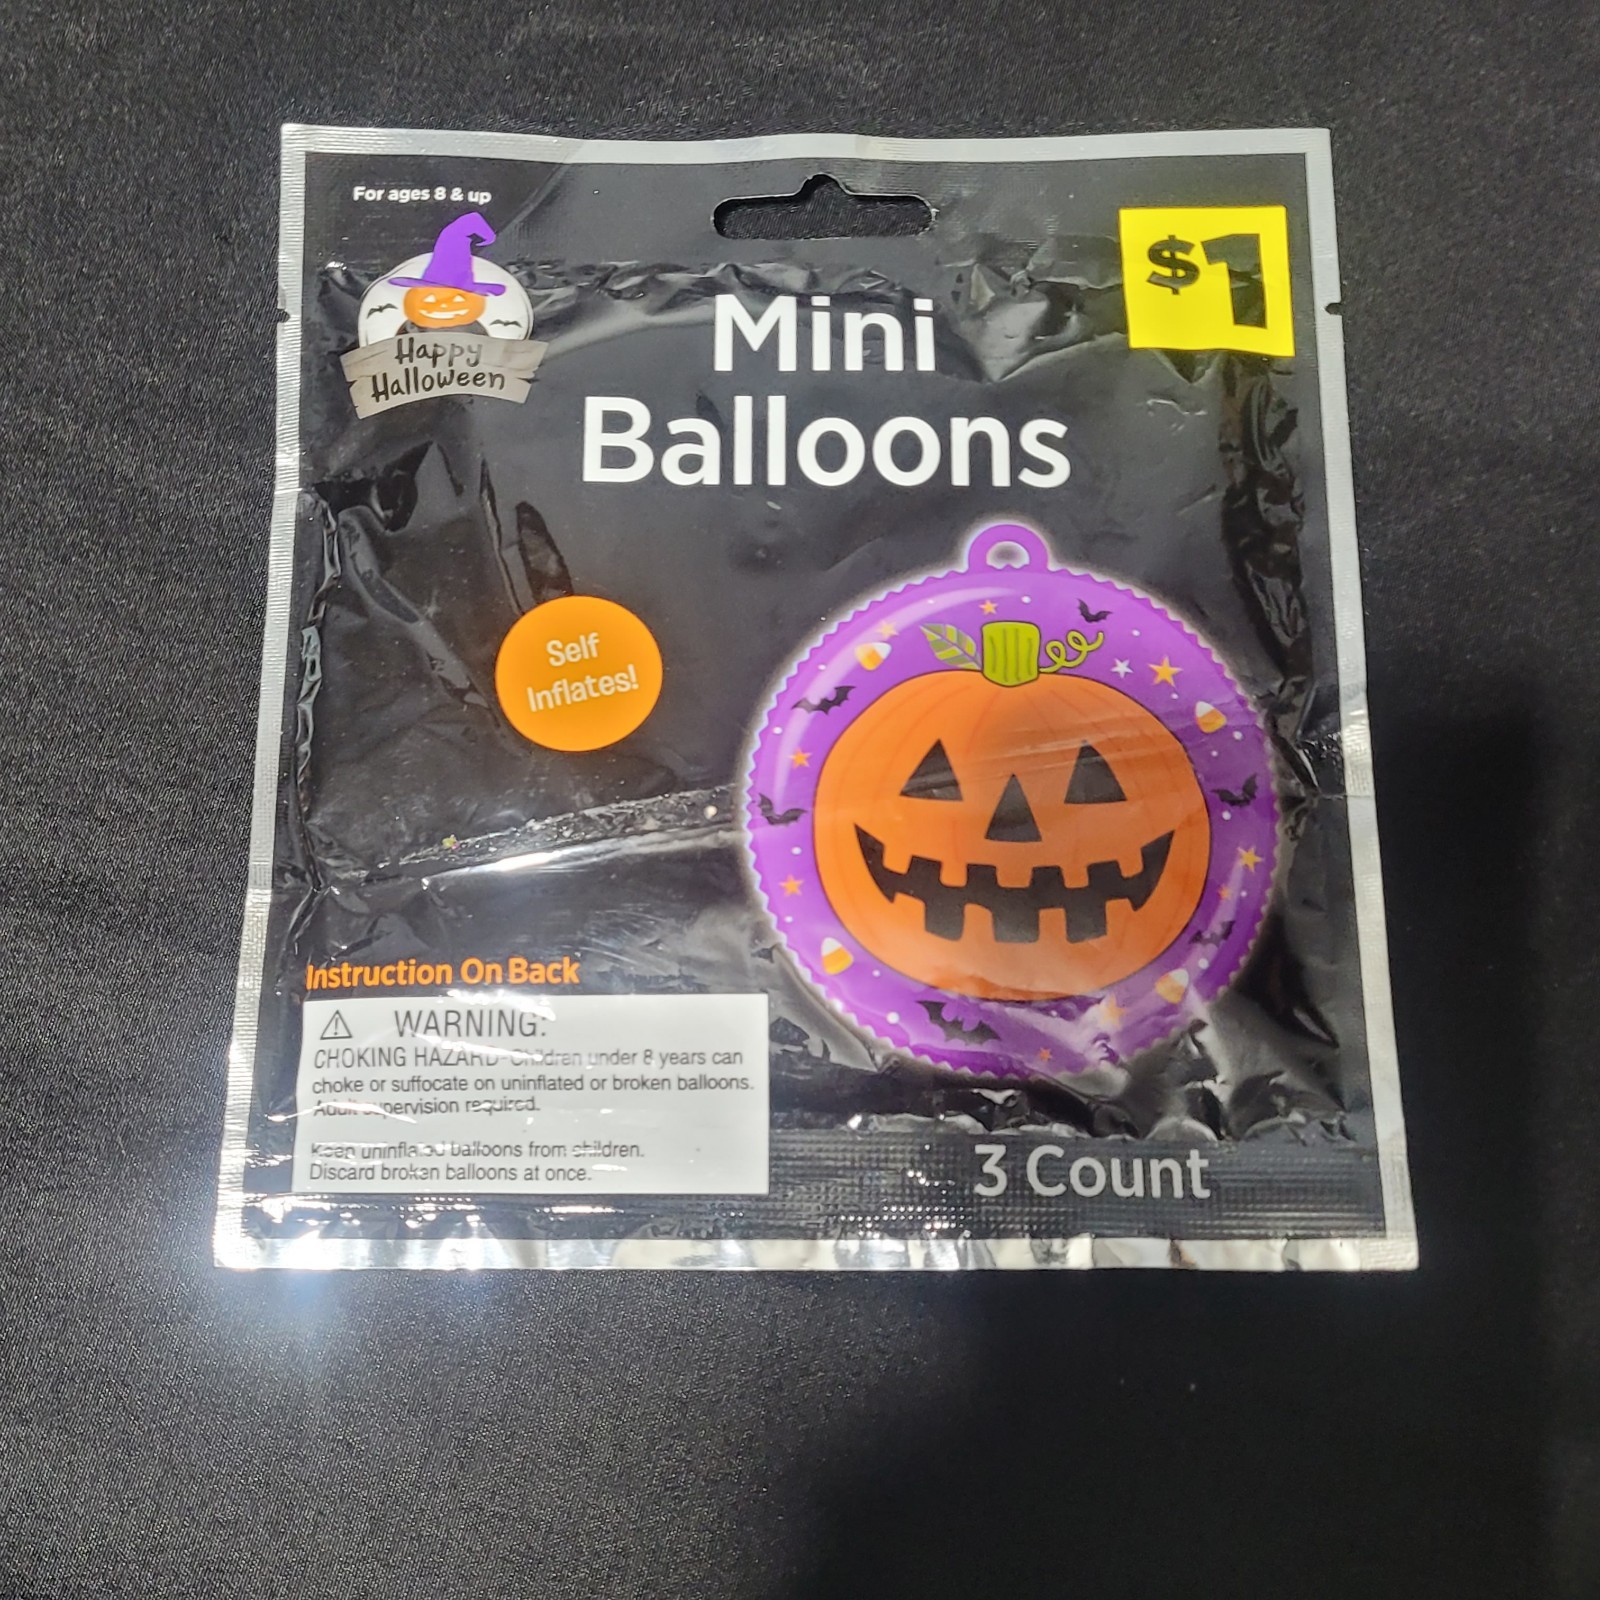 For ages 8 & up
$1
Happy
Halloween
Mini
Balloons
Self
Inflates!
Instruction On Back
WARNING:
CHOKING HAZARD-Children under 8 years can
choke or suffocate on uninflated or broken balloons.
Adult supervision required.
Keep uninflated balloons from children.
Discard broken balloons at once.
3 Count